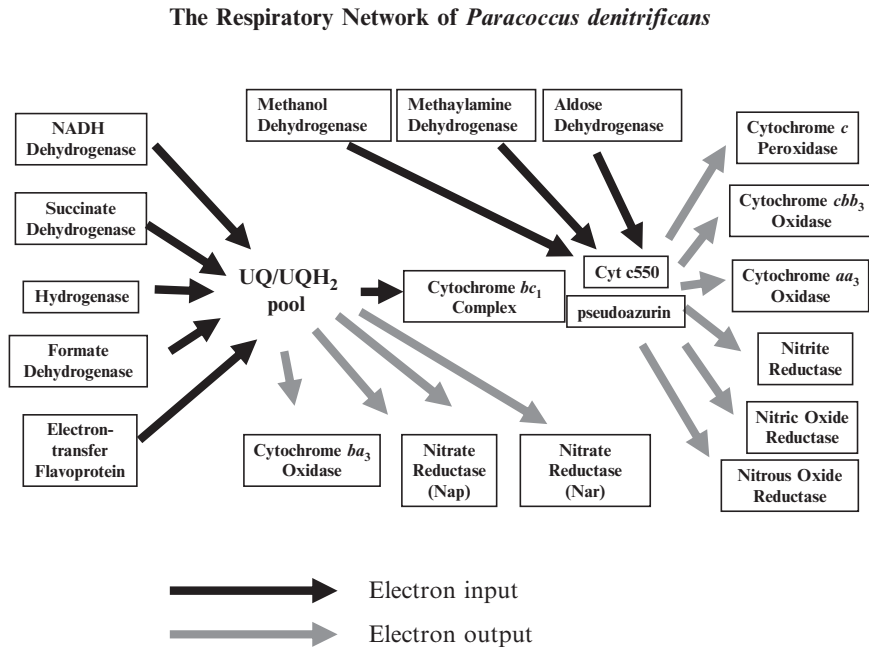 The Respiratory Network of Paracoccus denitrificans
Methanol
Dehydrogenase
Methaylamine
Dehydrogenase
Aldose
Dehydrogenase
NADH
Dehydrogenase
Succinate
Dehydrogenase
Hydrogenase
Formate
Dehydrogenase
Electron-
transfer
Flavoprotein
UQ/UQH2
pool
Cytochrome bc1
Complex
Cyt c550
pseudoazurin
Cytochrome c
Peroxidase
Cytochrome cbb3
Oxidase
Cytochrome aa3
Oxidase
Nitrite
Reductase
Nitric Oxide
Reductase
Nitrous Oxide
Reductase
Cytochrome ba3
Oxidase
Nitrate
Reductase
(Nap)
Nitrate
Reductase
(Nar)
Electron input
Electron output